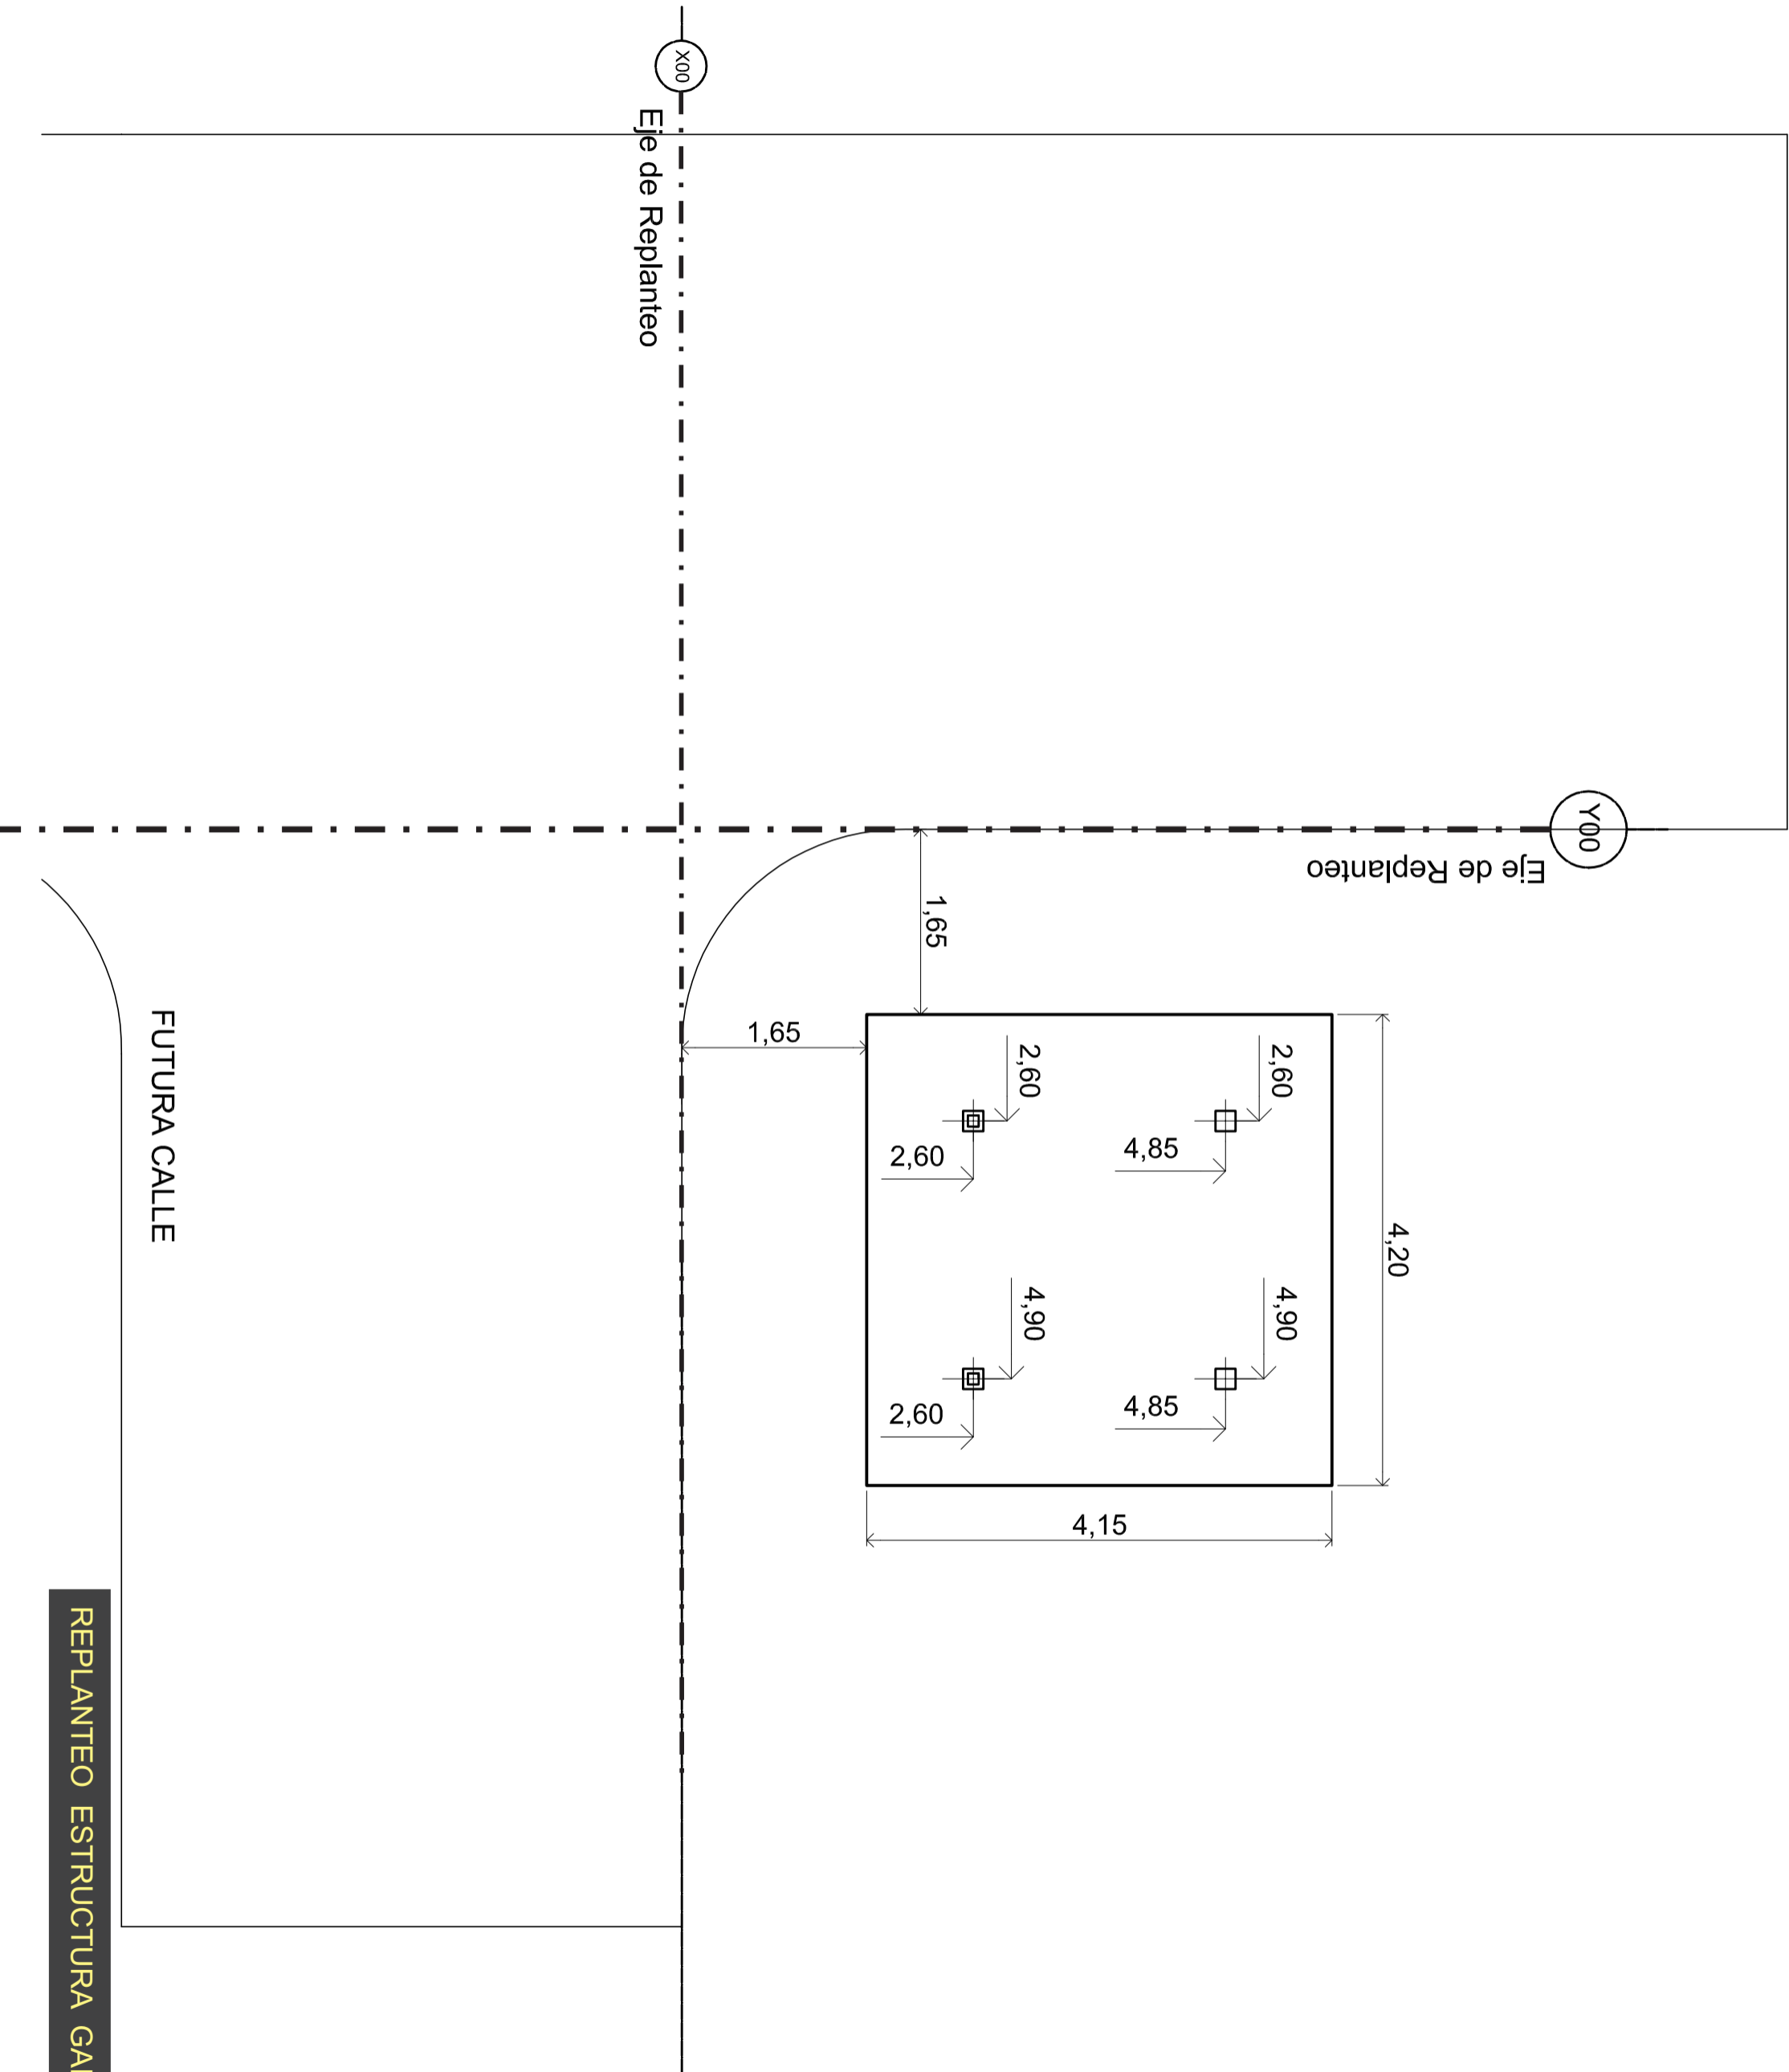 X00
Eje de Replanteo
Y00
Eje de Replanteo
1,65
1,65
2,60
2,60
2,60
4,85
4,20
4,90
4,90
2,60
4,85
4,15
FUTURA CALLE
REPLANTEO ESTRUCTURA